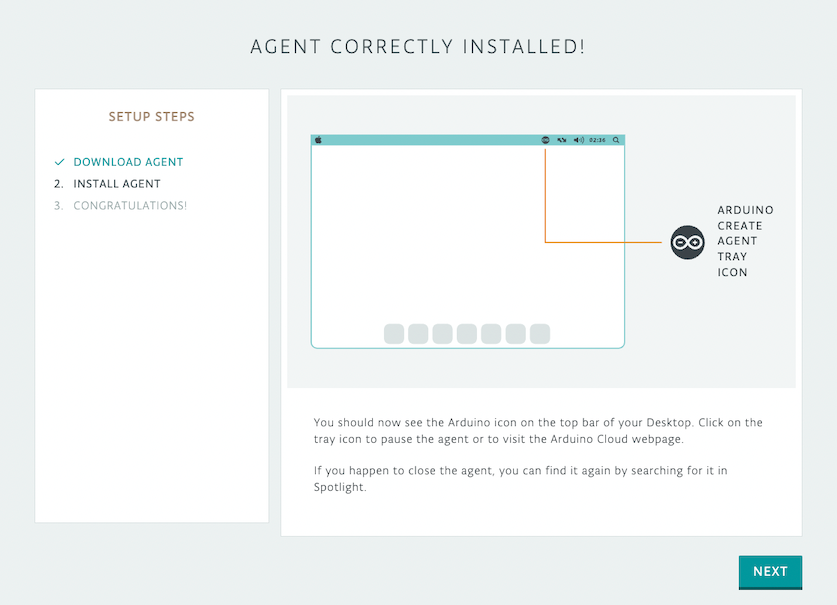 AGENT CORRECTLY INSTALLED!
SETUP STEPS
DOWNLOAD AGENT
2. INSTALL AGENT
3. CONGRATULATIONS!
02:36
ARDUINO
CREATE
AGENT
TRAY
ICON
You should now see the Arduino icon on the top bar of your Desktop. Click on the
tray icon to pause the agent or to visit the Arduino Cloud webpage.
If you happen to close the agent, you can find it again by searching for it in
Spotlight.
NEXT